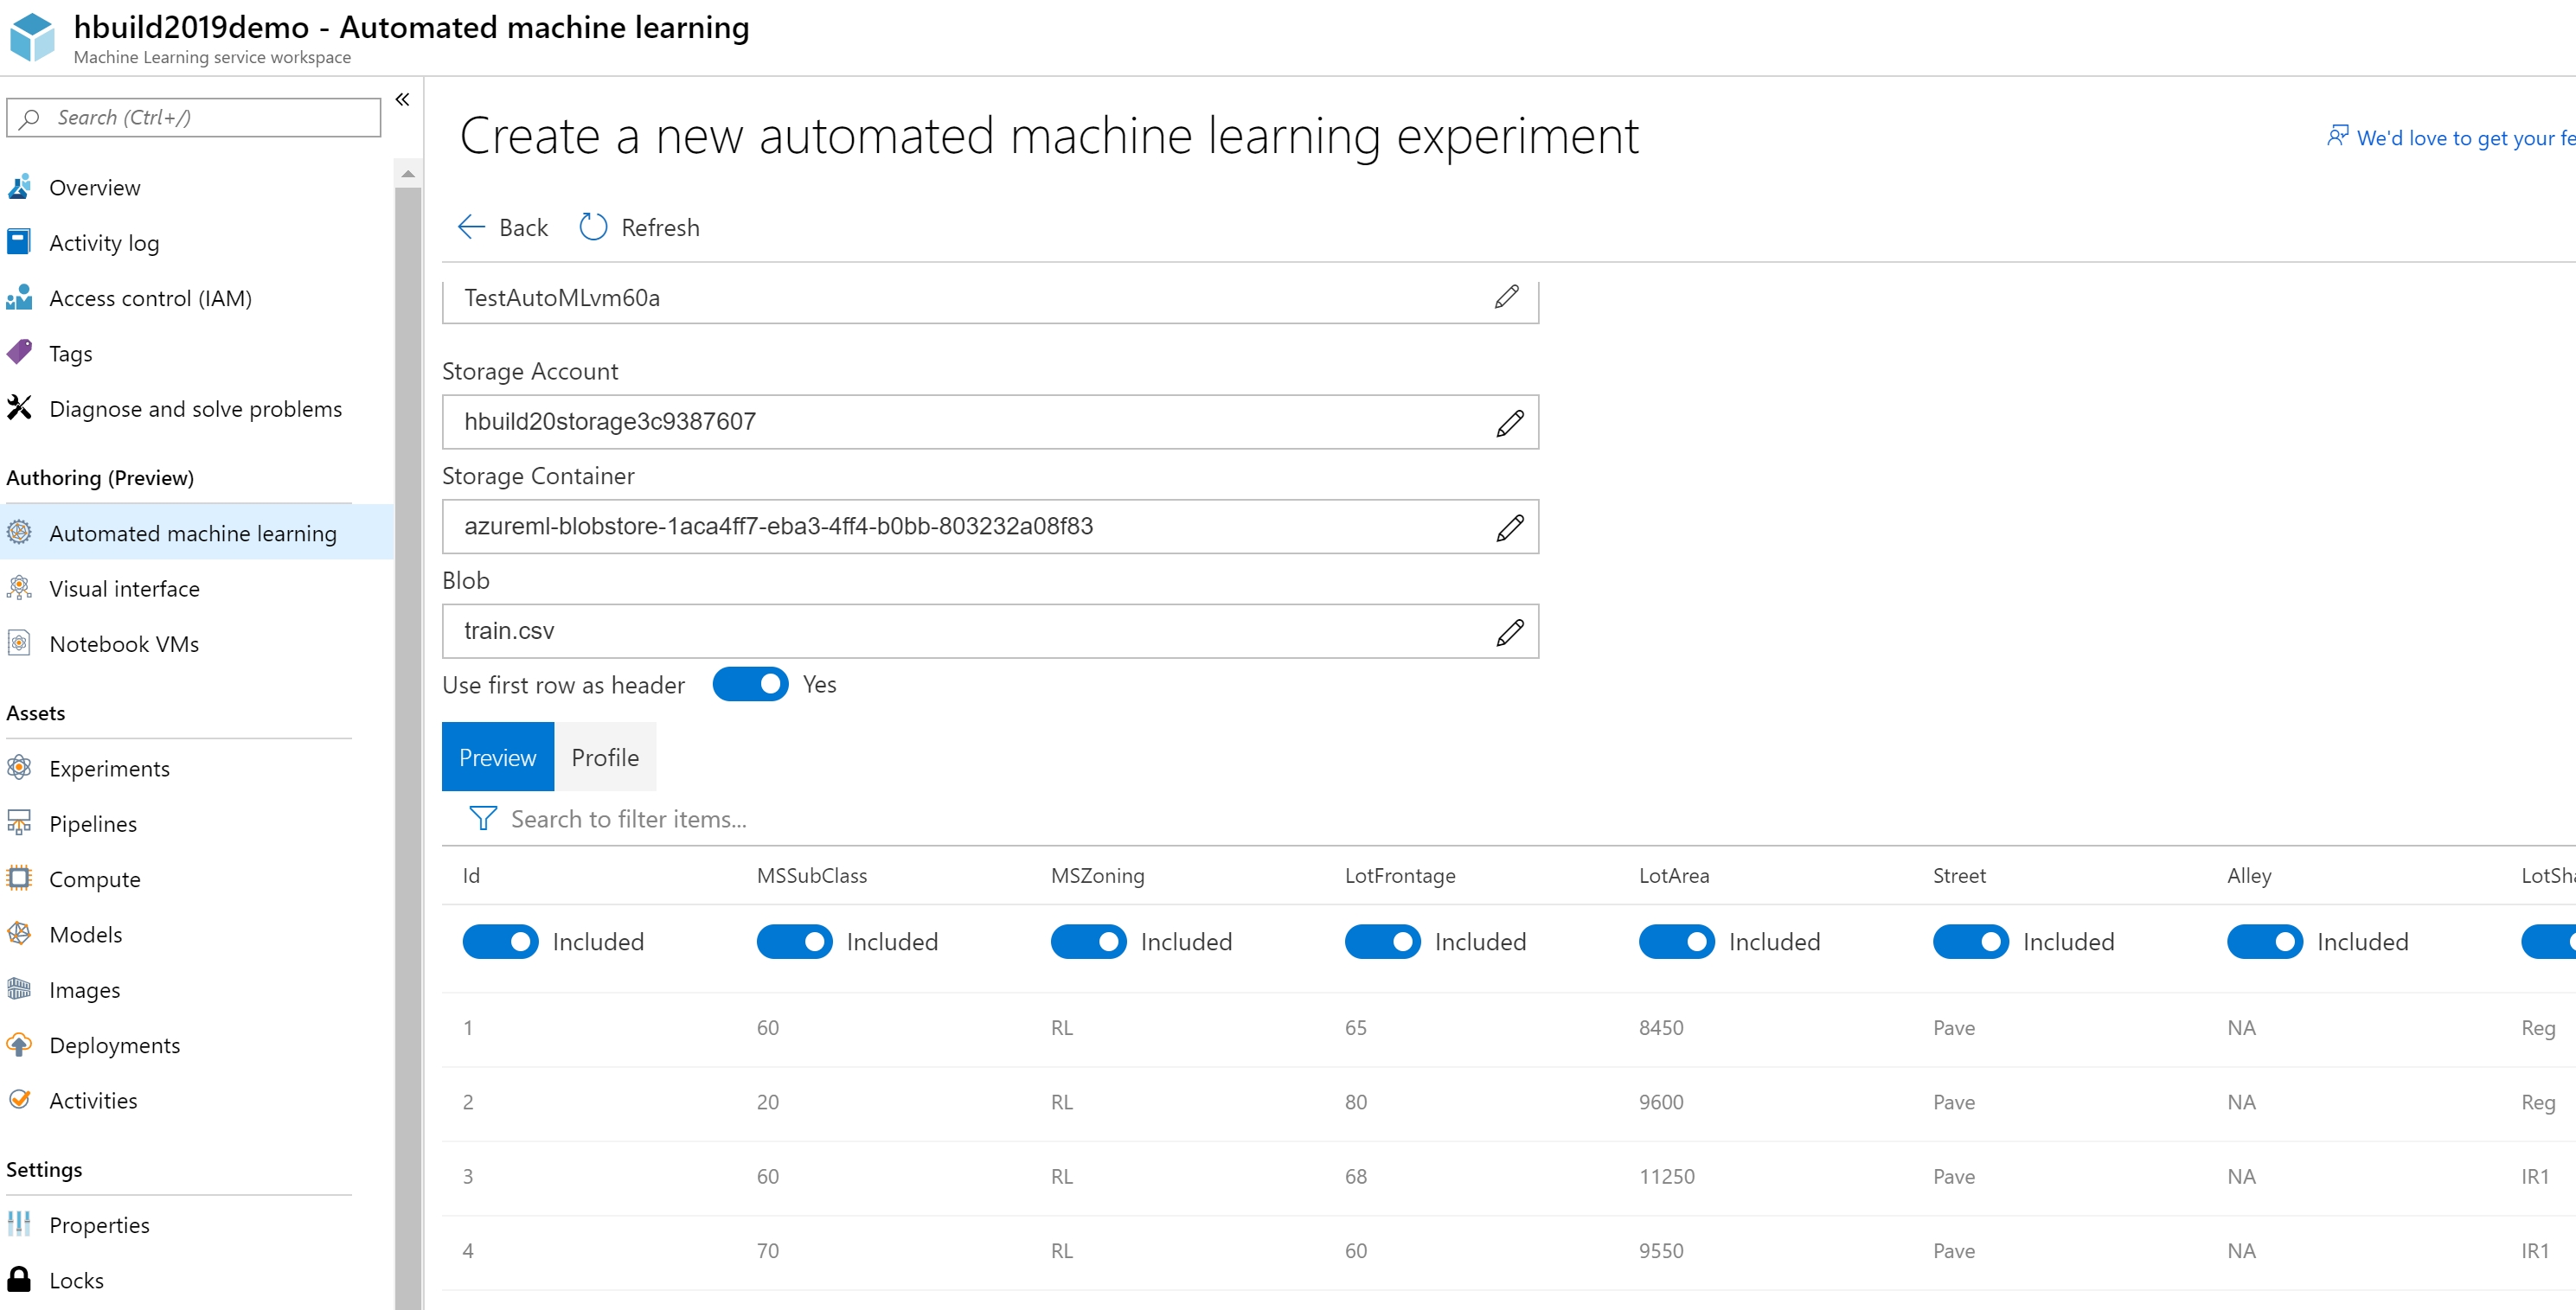 hbuild2019demo - Automated machine learning
Machine Learning service workspace
Search (Ctrl+/)
Overview
Activity log
Access control (IAM)
Tags
Diagnose and solve problems
Authoring (Preview)
Automated machine learning
Visual interface
Notebook VMs
Assets
Experiments
Pipelines
Compute
Models
Images
Deployments
Activities
Settings
Properties
Locks
Create a new automated machine learning experiment
We'd love to get your fe
Back Refresh
TestAutoMLvm60a
Storage Account
hbuild20storage3c9387607
Storage Container
azureml-blobstore-1aca4ff7-eba3-4ff4-b0bb-803232a08f83
Blob
train.csv
Use first row as header Yes
Preview Profile
Search to filter items...
Id MSSubClass MSZoning LotFrontage LotArea Street Alley LotSha
Included Included Included Included Included Included Included
1 60 RL 65 8450 Pave NA Reg
2 20 RL 80 9600 Pave NA Reg
3 60 RL 68 11250 Pave NA IR1
4 70 RL 60 9550 Pave NA IR1